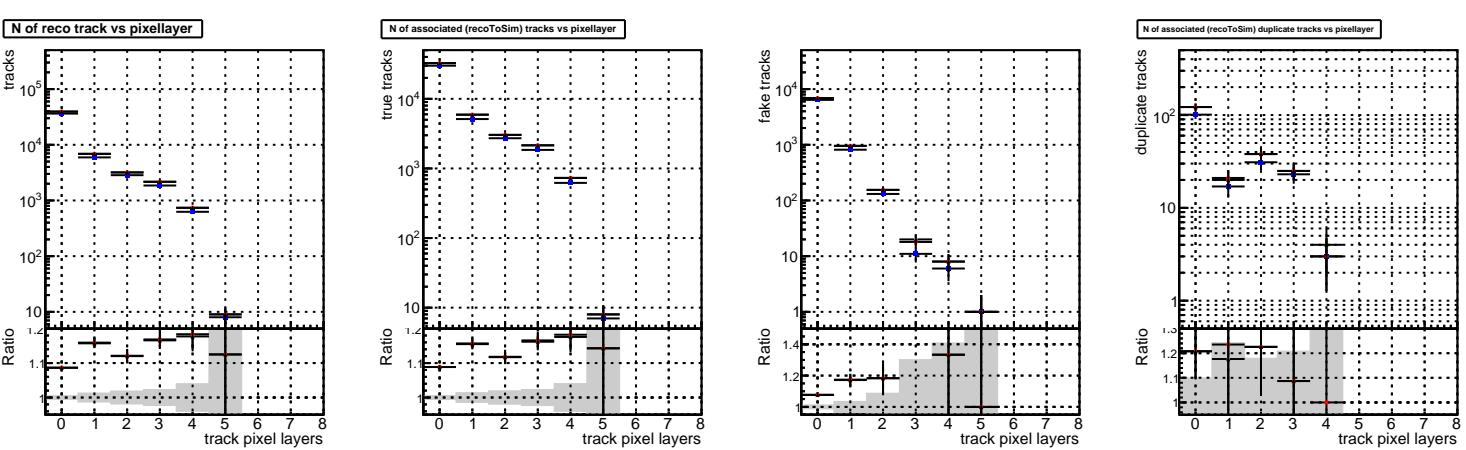 N of reco track vs pixellayer
tracks
10^5
10^4
10^3
10^2
10
Ratio
1.2
1.1
1
0 1 2 3 4 5 6 7 8
track pixel layers
N of associated (recoToSim) tracks vs pixellayer
true tracks
10^4
10^3
10^2
10
Ratio
1.2
1.1
1
0 1 2 3 4 5 6 7 8
track pixel layers
fake tracks
10^4
10^3
10^2
10
1
Ratio
1.4
1.2
1
0 1 2 3 4 5 6 7 8
track pixel layers
N of associated (recoToSim) duplicate tracks vs pixellayer
duplicate tracks
10^2
10
1
Ratio
1.3
1.2
1.1
1
0 1 2 3 4 5 6 7 8
track pixel layers